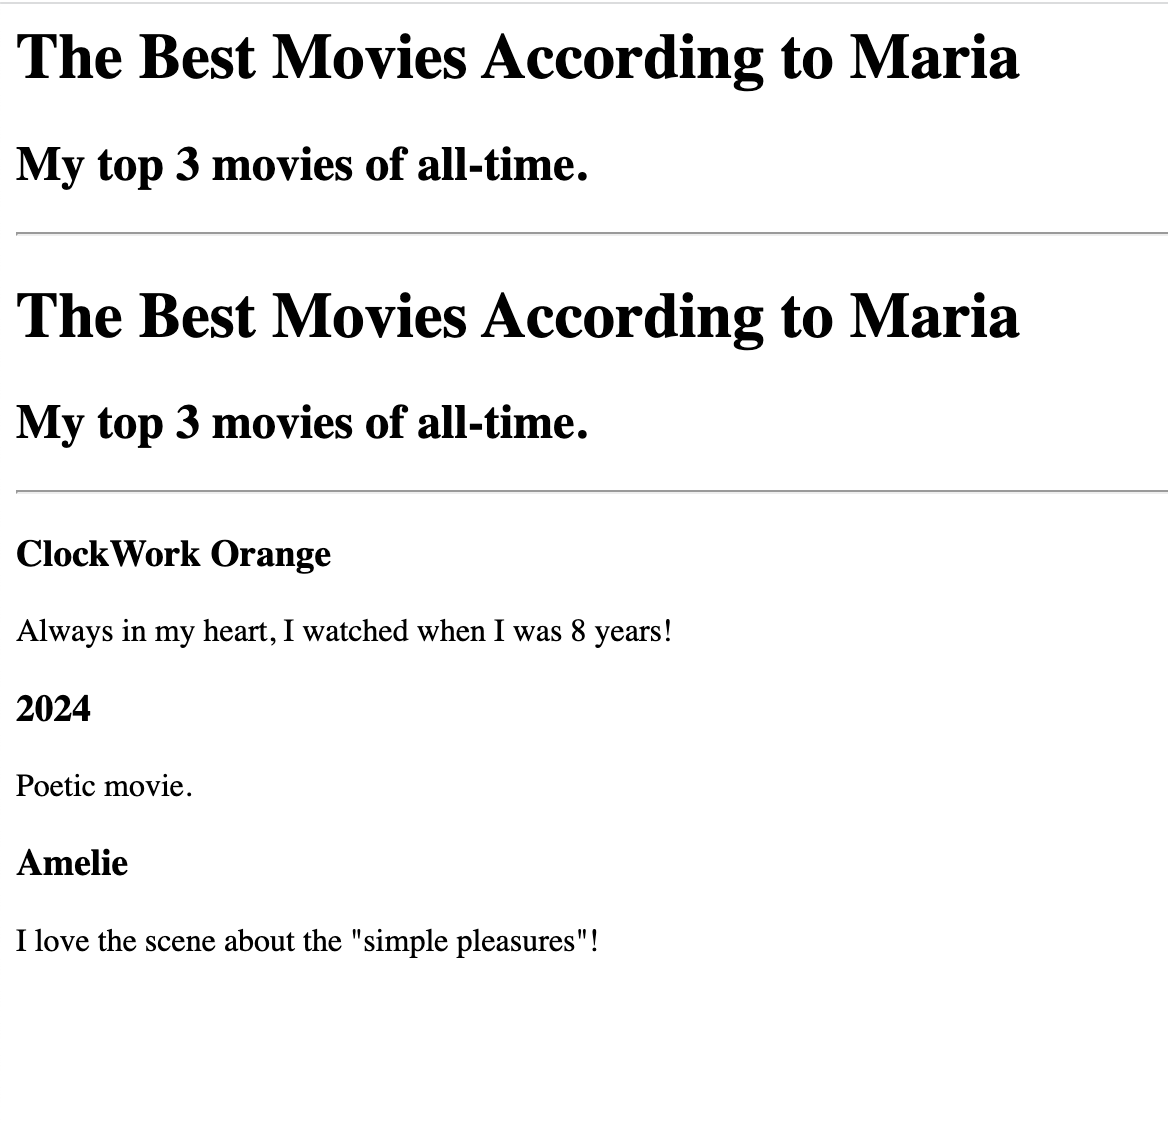 The Best Movies According to Maria
My top 3 movies of all-time.
The Best Movies According to Maria
My top 3 movies of all-time.
ClockWork Orange
Always in my heart, I watched when I was 8 years!
2024
Poetic movie.
Amelie
I love the scene about the "simple pleasures"!